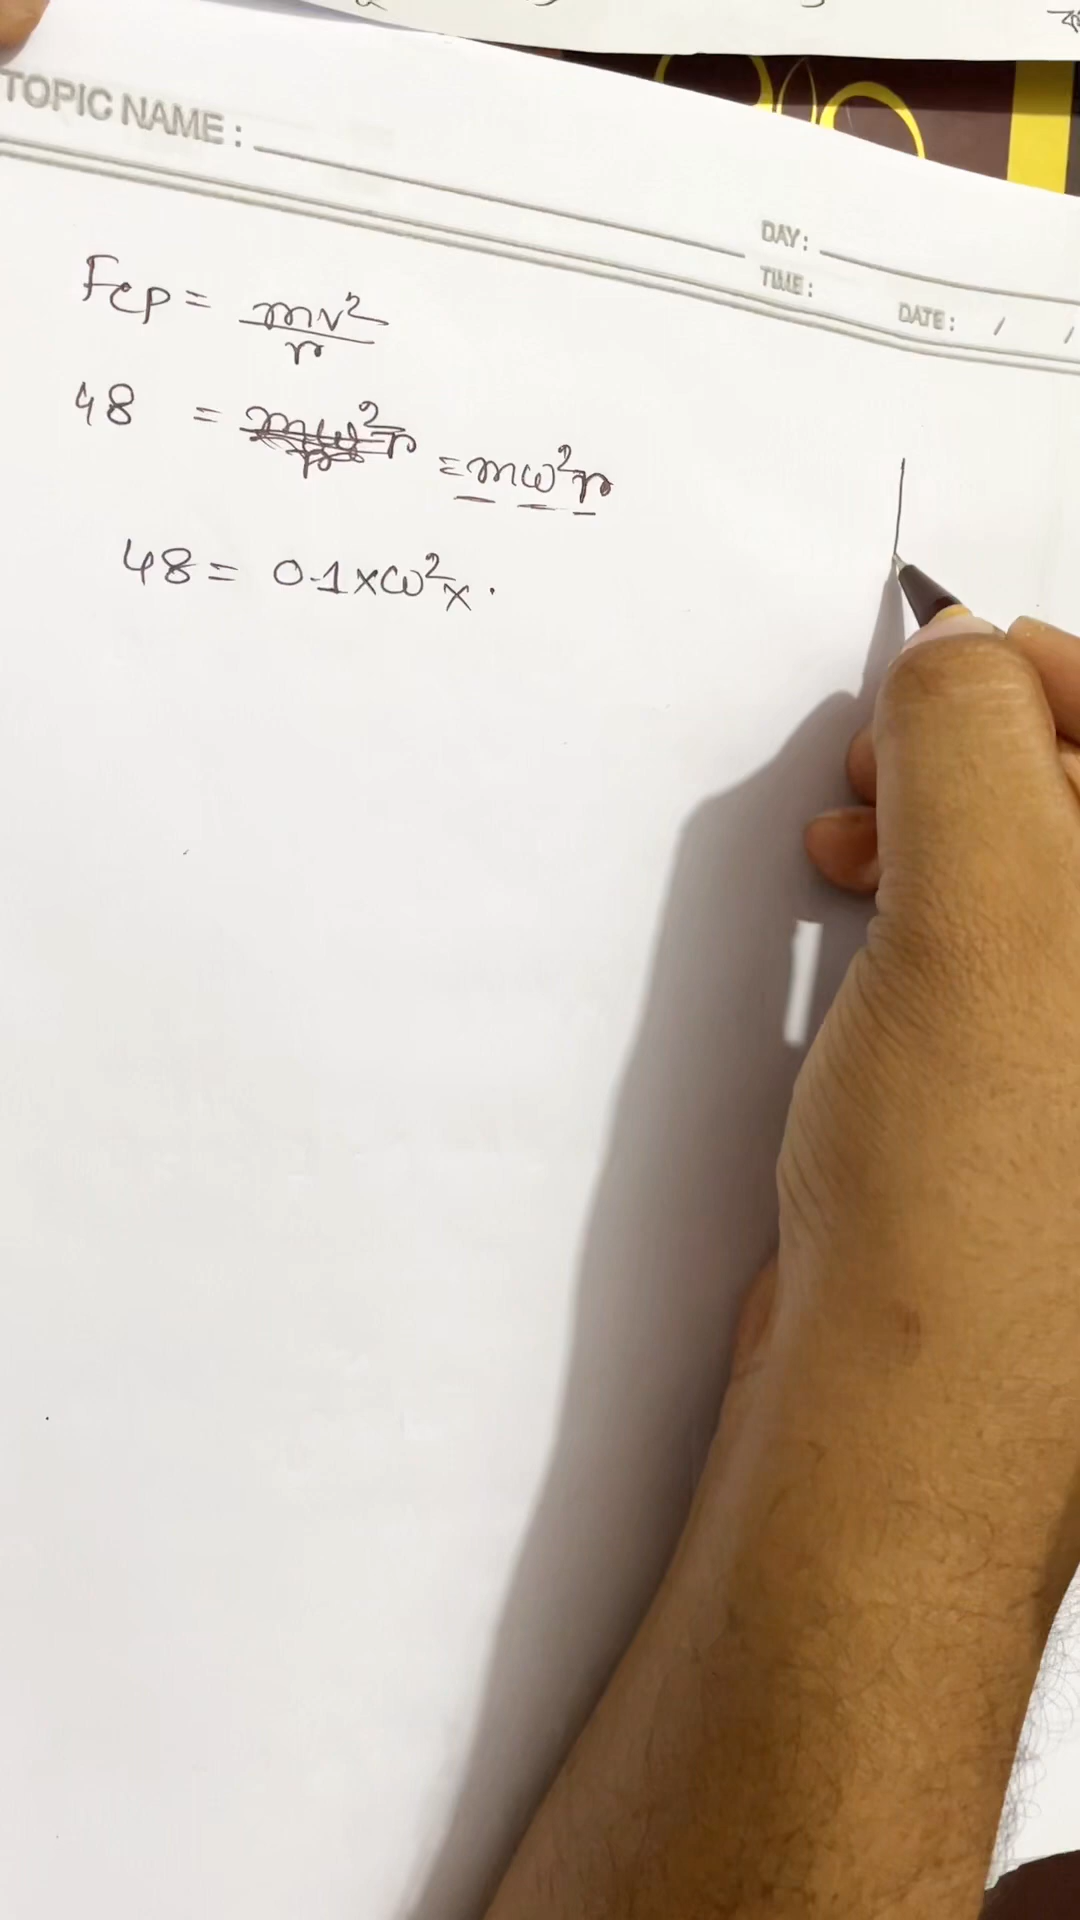 TOPIC NAME :
DAY :
TIME :
DATE : / /
Fcp = mv²/r
48 = = mω²r
48 = 0.1×ω²×.